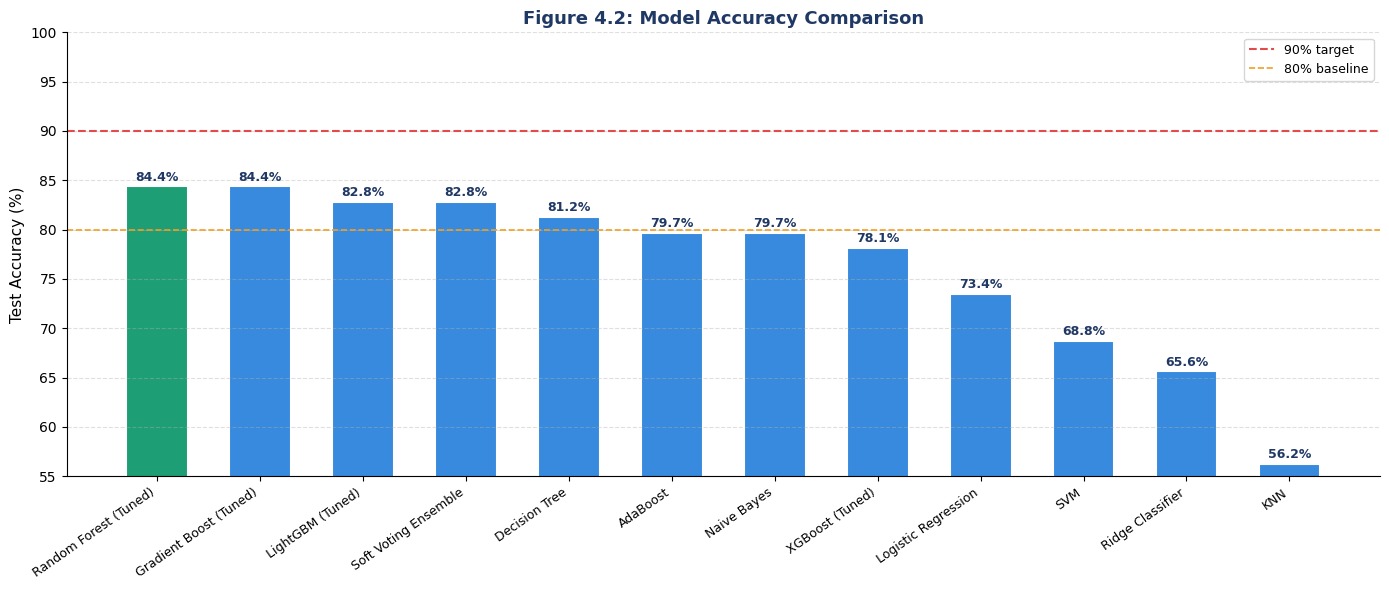 Figure 4.2: Model Accuracy Comparison
100
95
90
85
80
75
70
65
60
55
Test Accuracy (%)
90% target
80% baseline
84.4%
84.4%
82.8%
82.8%
81.2%
79.7%
79.7%
78.1%
73.4%
68.8%
65.6%
56.2%
Random Forest (Tuned)
Gradient Boost (Tuned)
LightGBM (Tuned)
Soft Voting Ensemble
Decision Tree
AdaBoost
Naive Bayes
XGBoost (Tuned)
Logistic Regression
SVM
Ridge Classifier
KNN